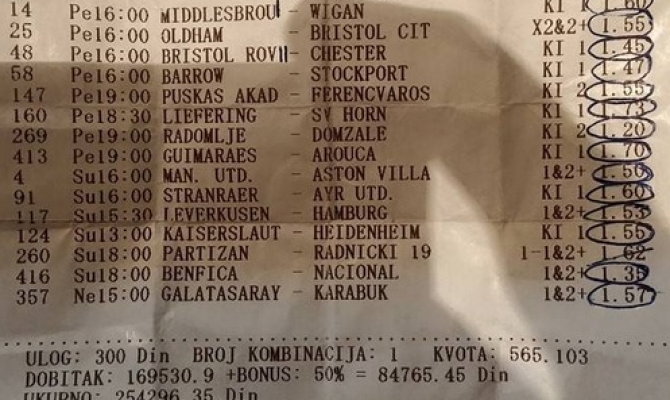 14 Pe16:00 MIDDLESBROU - WIGAN KI 1.60
25 Pe16:00 OLDHAM - BRISTOL CIT X2&2+ 1.55
48 Pe16:00 BRISTOL ROV - CHESTER KI 1 1.45
58 Pe16:00 BARROW - STOCKPORT KI 1 1.47
147 Pe19:00 PUSKAS AKAD - FERENCVAROS KI 2 1.55
160 Pe18:30 LIEFERING - SV HORN KI 1 1.73
269 Pe19:00 RADOMLJE - DOMZALE KI 2 1.20
413 Pe19:00 GUIMARAES - AROUCA KI 1 1.70
4 Su16:00 MAN. UTD. - ASTON VILLA 1&2+ 1.50
91 Su16:00 STRANRAER - AYR UTD. KI 1.60
117 Su15:30 LEVERKUSEN - HAMBURG 1&2+ 1.53
124 Su13:00 KAISERSLAUT - HEIDENHEIM KI 1 1.55
260 Su18:00 PARTIZAN - RADNICKI 19 1-1&2+ 1.62
416 Su18:00 BENFICA - NACIONAL 1&2+ 1.35
357 Ne15:00 GALATASARAY - KARABUK 1&2+ 1.57
ULOG: 300 Din BROJ KOMBINACIJA: 1 KVOTA: 565.103
DOBITAK: 169530.9 +BONUS: 50% = 84765.45 Din
UKUPNO: 254296.35 Din